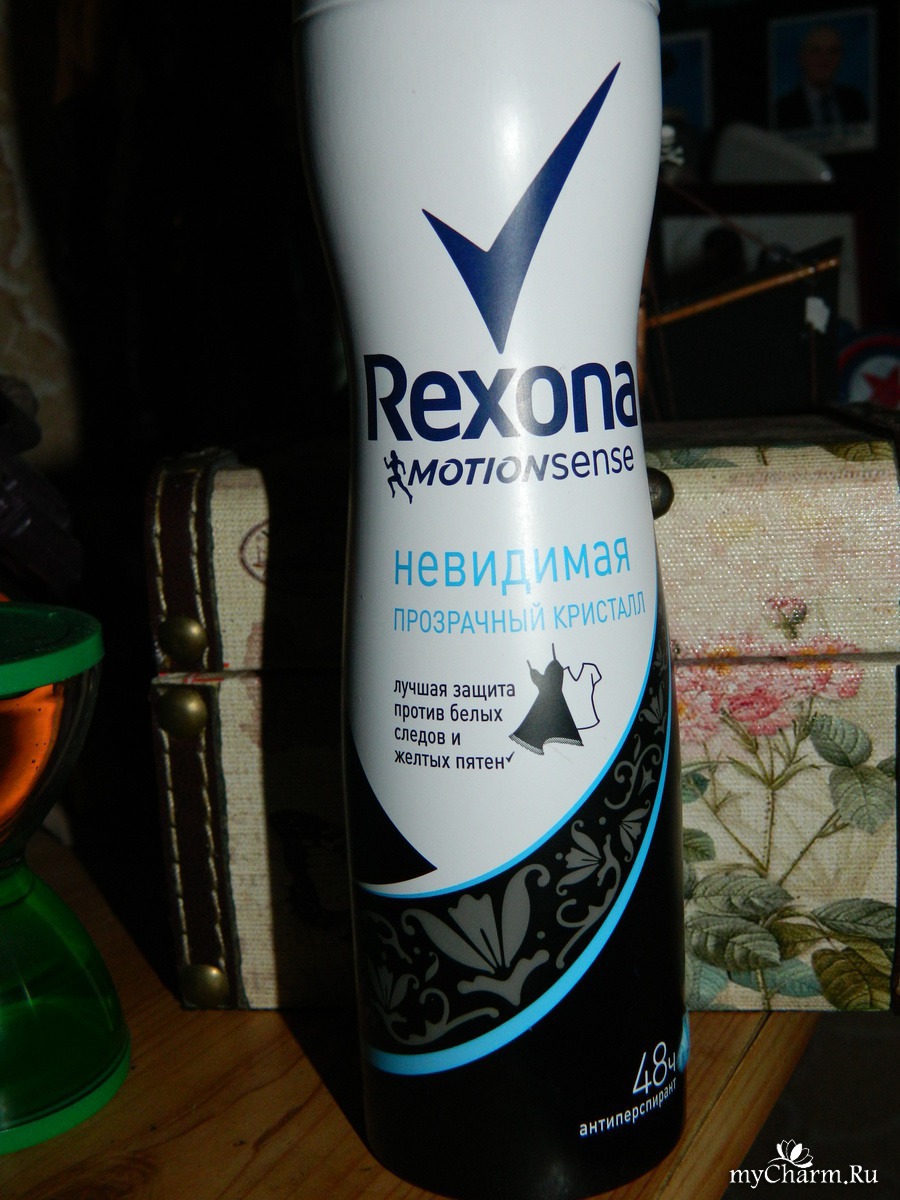 Rexona
MOTIONsense
невидимая
ПРОЗРАЧНЫЙ КРИСТАЛЛ
лучшая защита
против белых
следов и
желтых пятен
48ч
антиперспирант
myCharm.Ru